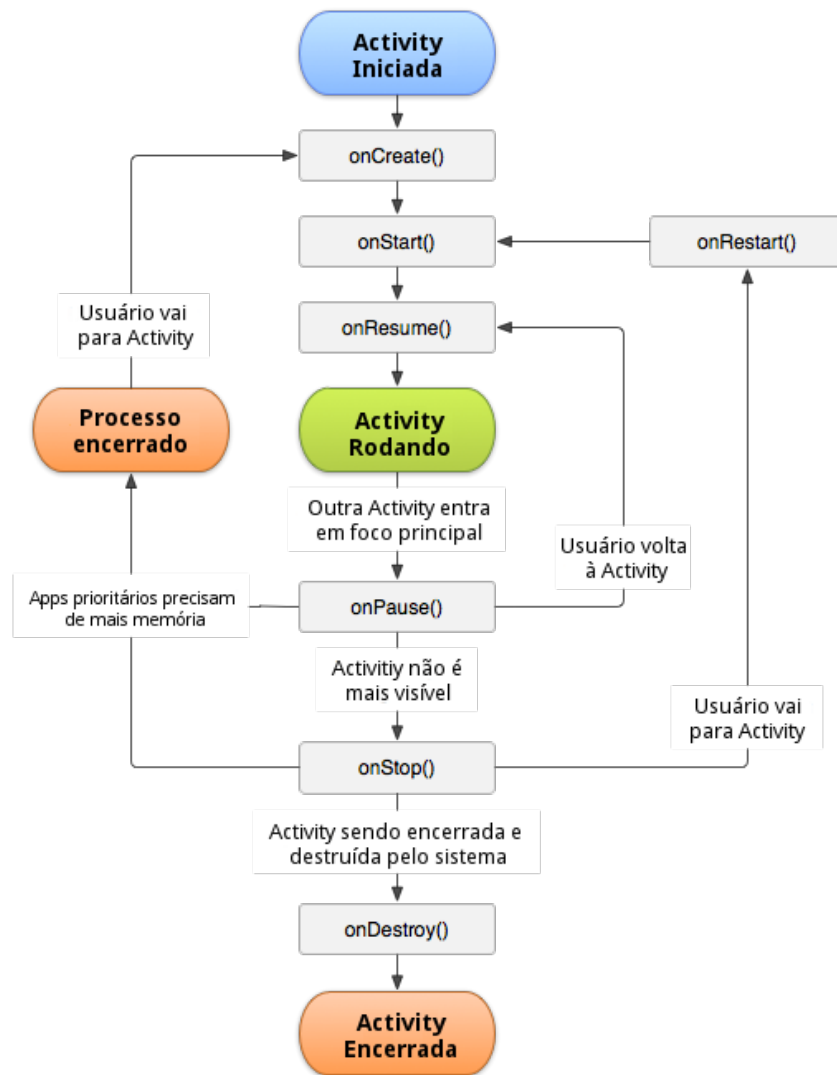 Activity
Iniciada
onCreate()
onStart()
onRestart()
Usuário vai
para Activity
onResume()
Processo
encerrado
Activity
Rodando
Outra Activity entra
em foco principal
Usuário volta
à Activity
Apps prioritários precisam
de mais memória
onPause()
Activitiy não é
mais visível
Usuário vai
para Activity
onStop()
Activity sendo encerrada e
destruída pelo sistema
onDestroy()
Activity
Encerrada